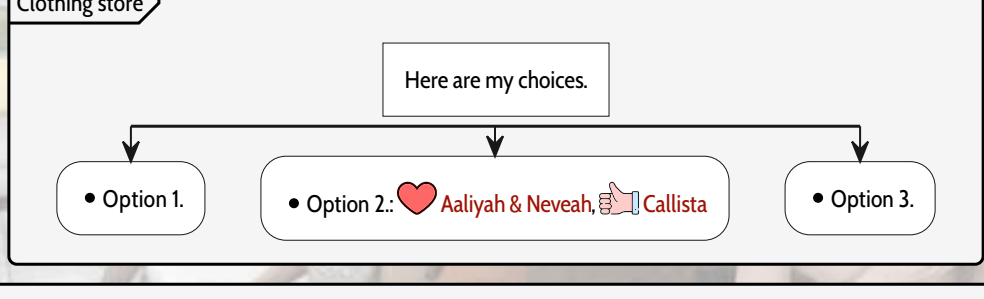 Clothing store
Here are my choices.
• Option 1.
• Option 2.: Aaliyah & Neveah, Callista
• Option 3.